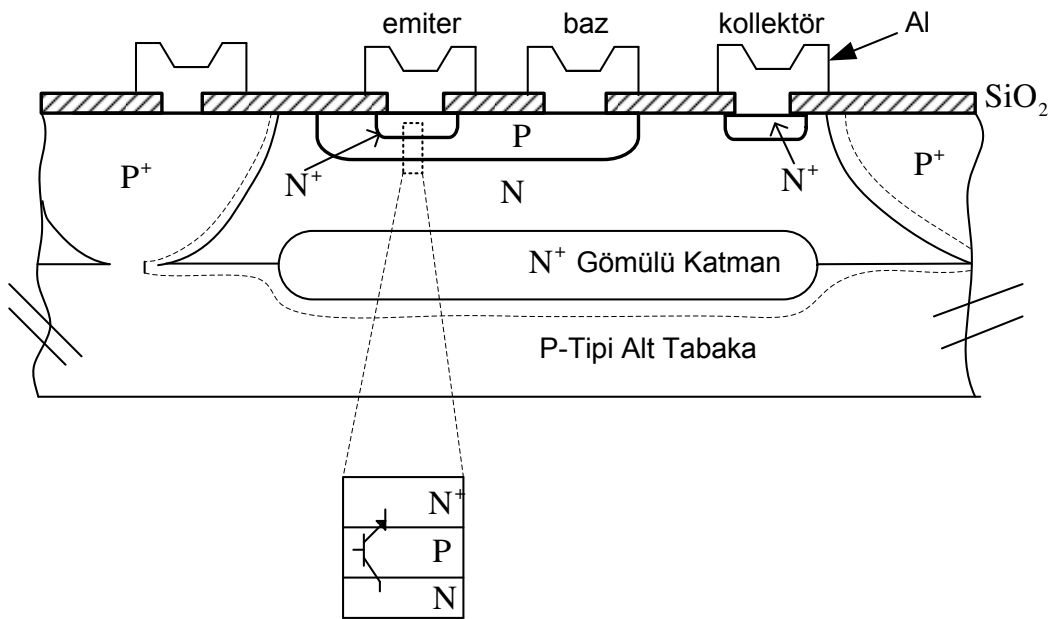 emiter baz kollektör Al
SiO₂
P⁺ N⁺ P N⁺ P⁺
N
N⁺ Gömülü Katman
P-Tipi Alt Tabaka
N⁺
P
N